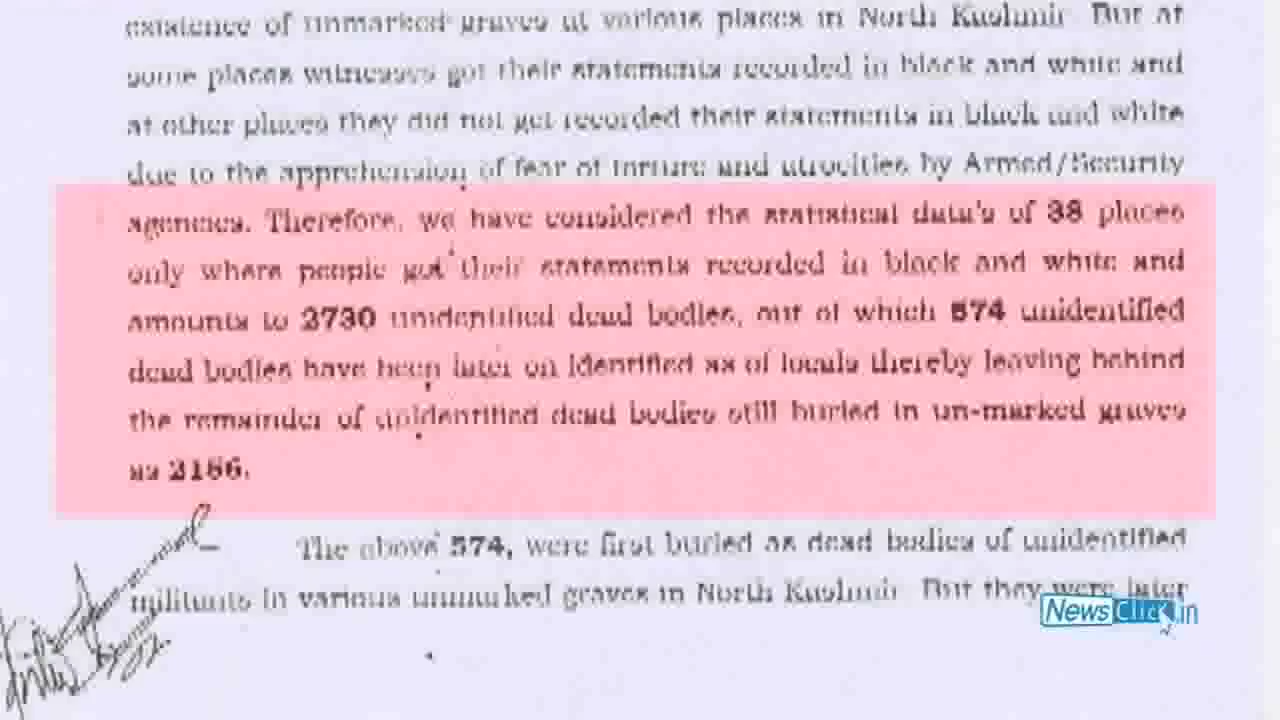 existence of unmarked graves at various places in North Kashmir. But at
some places witnesses got their statements recorded in black and white and
at other places they did not get recorded their statements in black and white
due to the apprehension of fear of torture and atrocities by Armed/Security
agencies. Therefore, we have considered the statistical data's of 38 places
only where people got their statements recorded in black and white and
amounts to 2730 unidentified dead bodies, out of which 574 unidentified
dead bodies have been later on identified as of locals thereby leaving behind
the remainder of unidentified dead bodies still buried in un-marked graves
as 2156.
The above 574, were first buried as dead bodies of unidentified
militants in various unmarked graves in North Kashmir. But they were later
NewsClick.in